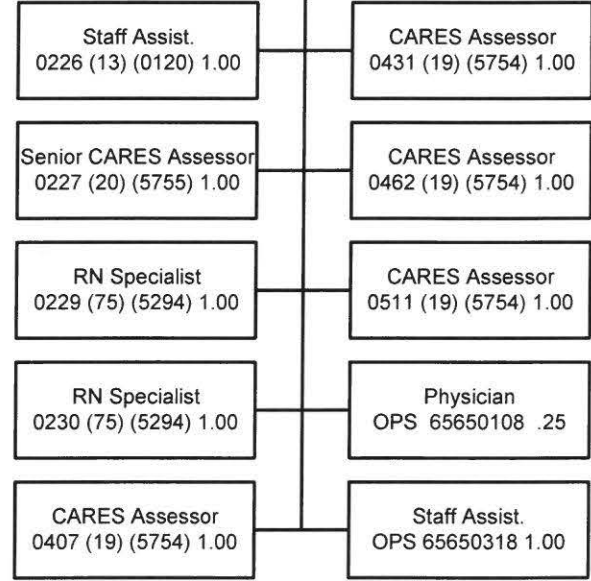 Staff Assist.
0226 (13) (0120) 1.00
CARES Assessor
0431 (19) (5754) 1.00
Senior CARES Assessor
0227 (20) (5755) 1.00
CARES Assessor
0462 (19) (5754) 1.00
RN Specialist
0229 (75) (5294) 1.00
CARES Assessor
0511 (19) (5754) 1.00
RN Specialist
0230 (75) (5294) 1.00
Physician
OPS 65650108 .25
CARES Assessor
0407 (19) (5754) 1.00
Staff Assist.
OPS 65650318 1.00